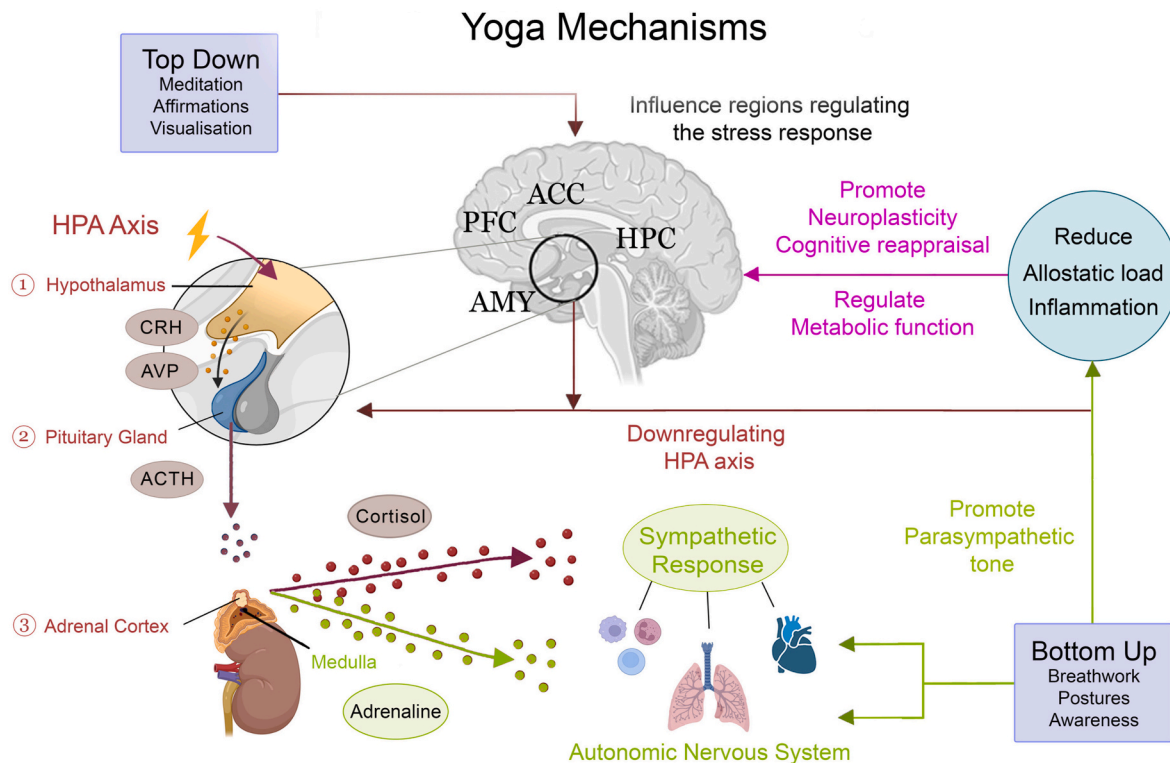 Yoga Mechanisms
Top Down
Meditation
Affirmations
Visualisation
Influence regions regulating
the stress response
ACC
PFC
HPC
AMY
Promote
Neuroplasticity
Cognitive reappraisal
Regulate
Metabolic function
Reduce
Allostatic load
Inflammation
HPA Axis
1 Hypothalamus
CRH
AVP
2 Pituitary Gland
ACTH
Downregulating
HPA axis
Promote
Parasympathetic
tone
Cortisol
Sympathetic
Response
3 Adrenal Cortex
Medulla
Adrenaline
Autonomic Nervous System
Bottom Up
Breathwork
Postures
Awareness